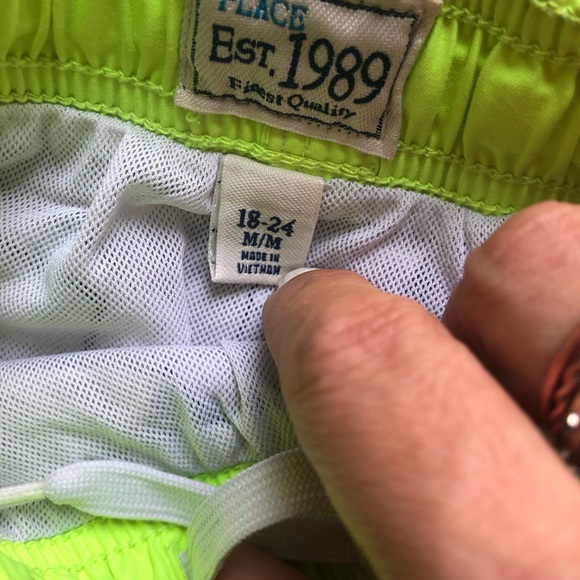 PLACE
EST. 1989
Finest Quality
18-24
M/M
MADE IN
VIETNAM